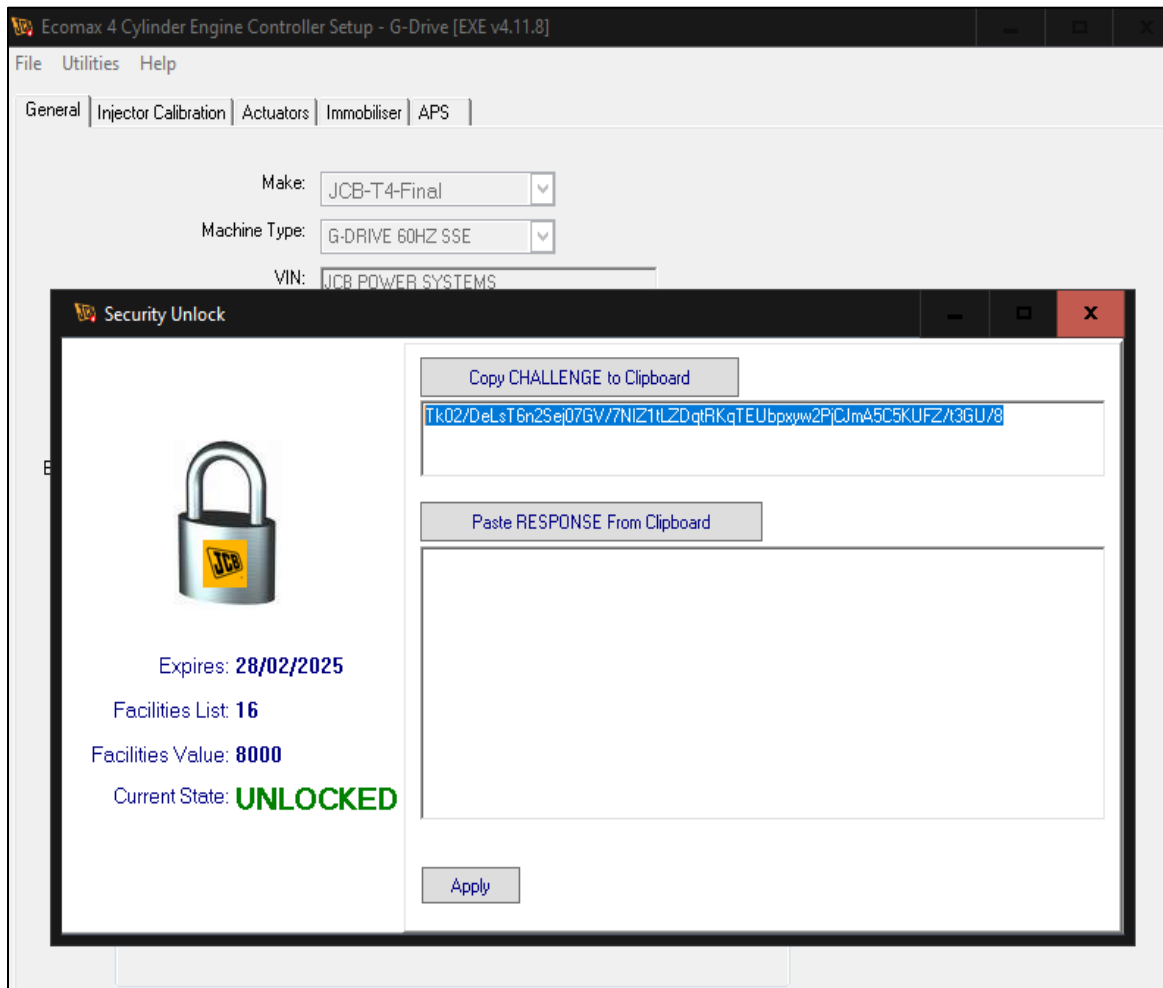 Ecomax 4 Cylinder Engine Controller Setup - G-Drive [EXE v4.11.8]
File Utilities Help
General Injector Calibration Actuators Immobiliser APS
Make: JCB-T4-Final
Machine Type: G-DRIVE 60HZ SSE
VIN: JCB POWER SYSTEMS
Security Unlock
Copy CHALLENGE to Clipboard
Tk02/DeLsT6n2Sej07GV/7NIZ1tLZDqtRKqTEUbpxyw2PjCJmA5C5KUFZ/t3GU/8
Paste RESPONSE From Clipboard
JCB
Expires: 28/02/2025
Facilities List: 16
Facilities Value: 8000
Current State: UNLOCKED
Apply